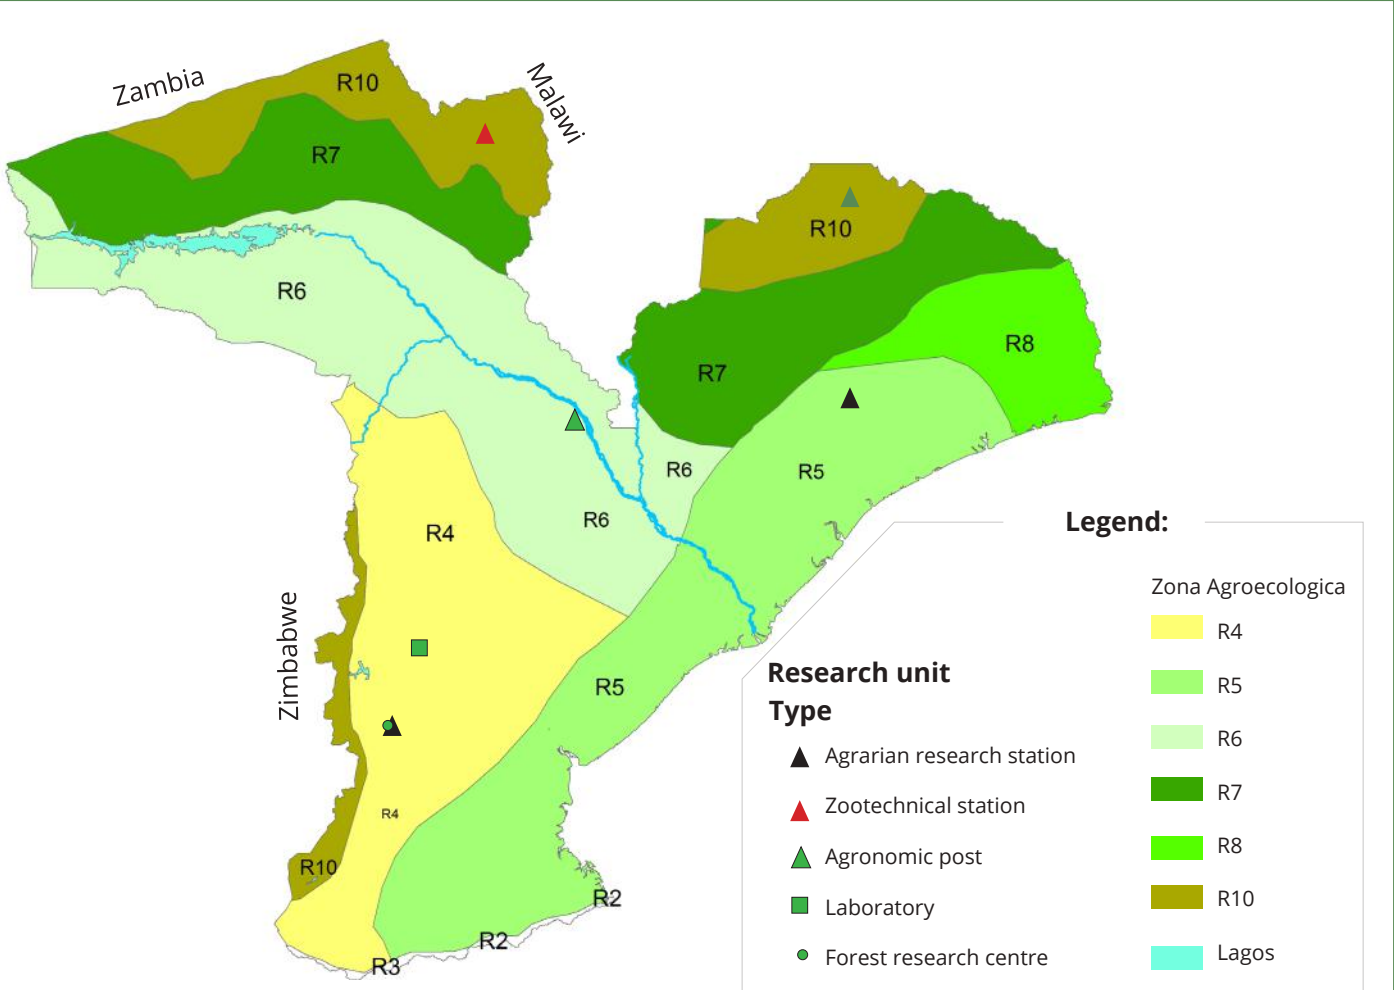 Zambia
Malawi
R10
R7
R10
R6
R8
R7
R6
R5
R6
R4
Zimbabwe
R5
R4
R10
R2
R2
R3
Legend:
Zona Agroecologica
R4
R5
R6
R7
R8
R10
Lagos
Research unit
Type
Agrarian research station
Zootechnical station
Agronomic post
Laboratory
Forest research centre